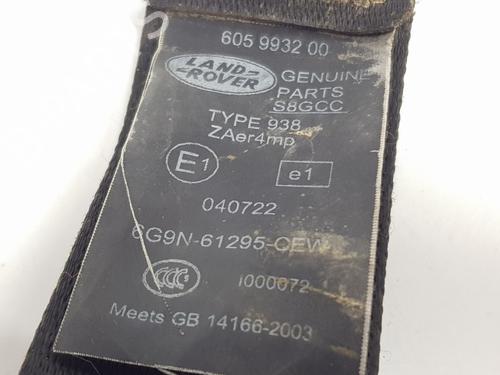 605 9932 00
LAND-
-ROVER
GENUINE
PARTS
S8GCC
TYPE 938
ZAer4mp
E1
e1
040722
6G9N-61295-CEW
CCC
i000072
Meets GB 14166-2003